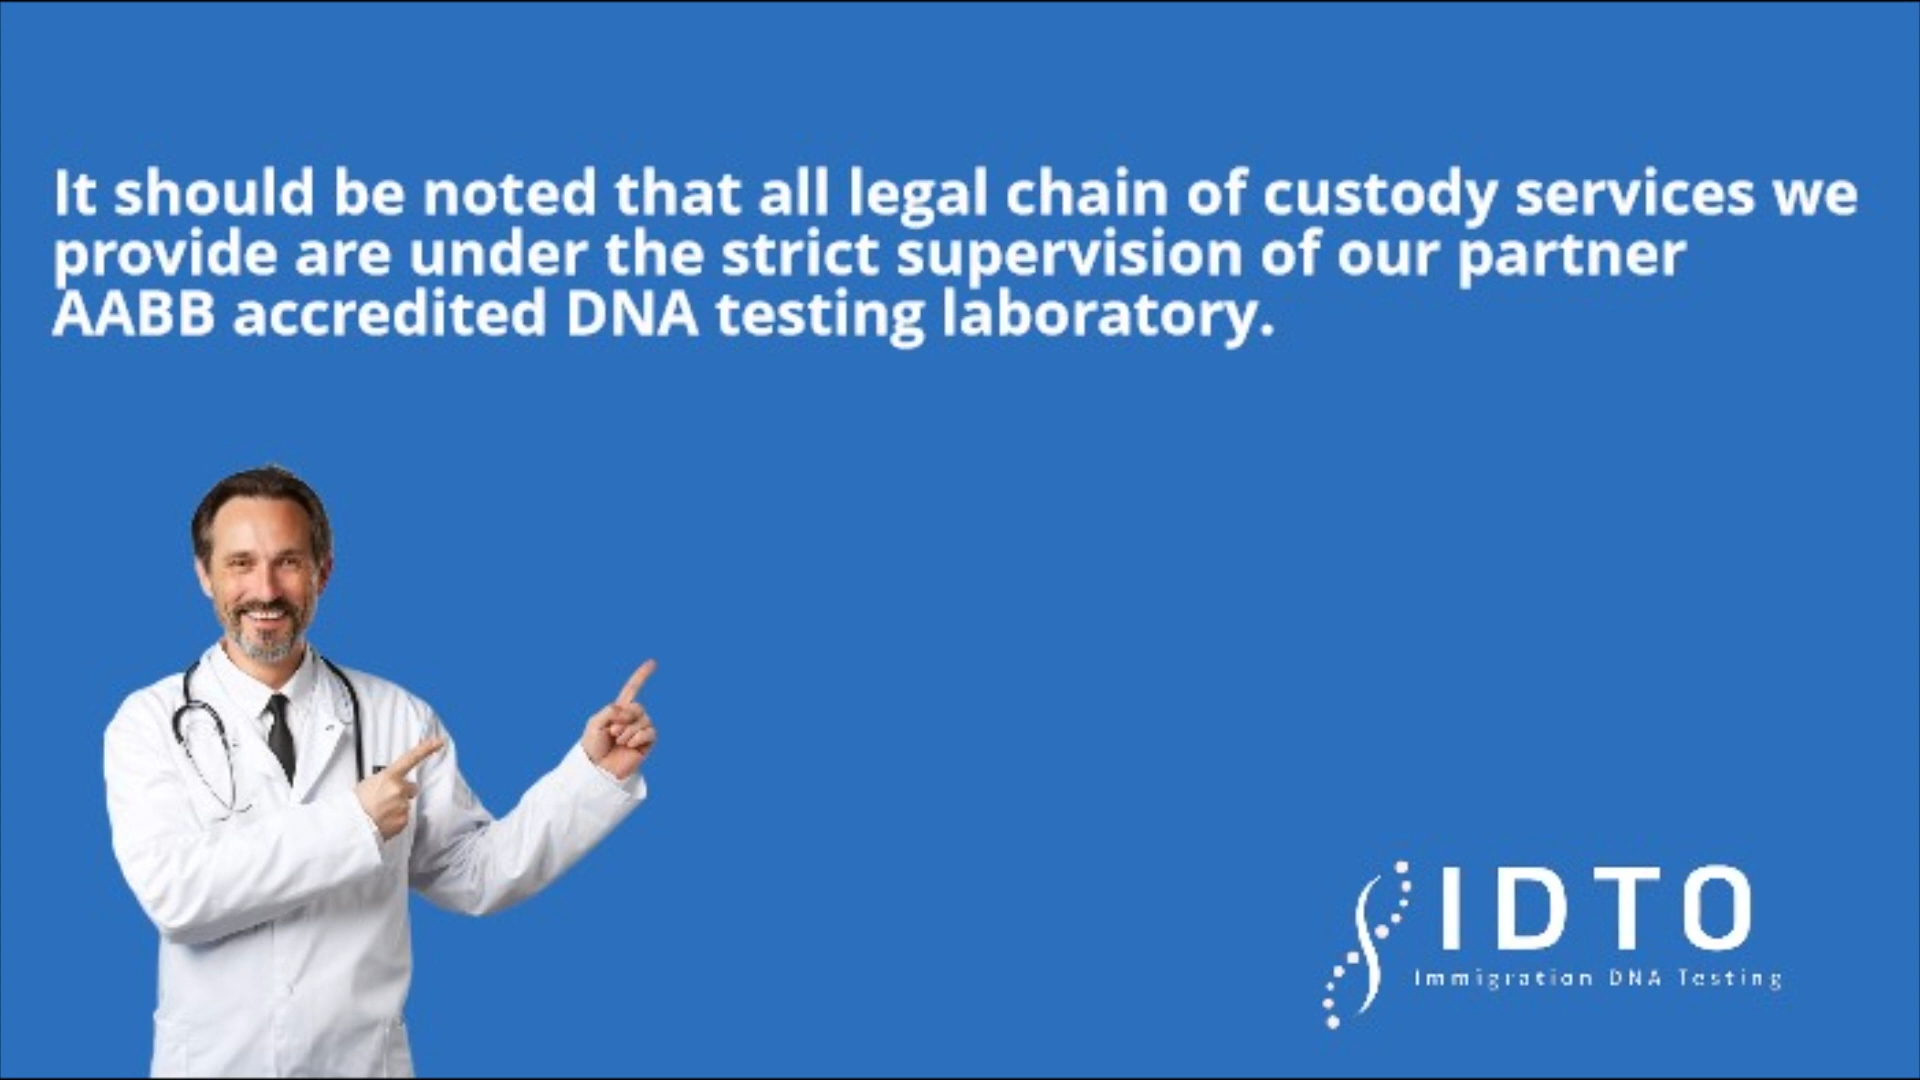 It should be noted that all legal chain of custody services we
provide are under the strict supervision of our partner
AABB accredited DNA testing laboratory.
IDTO
Immigration DNA Testing